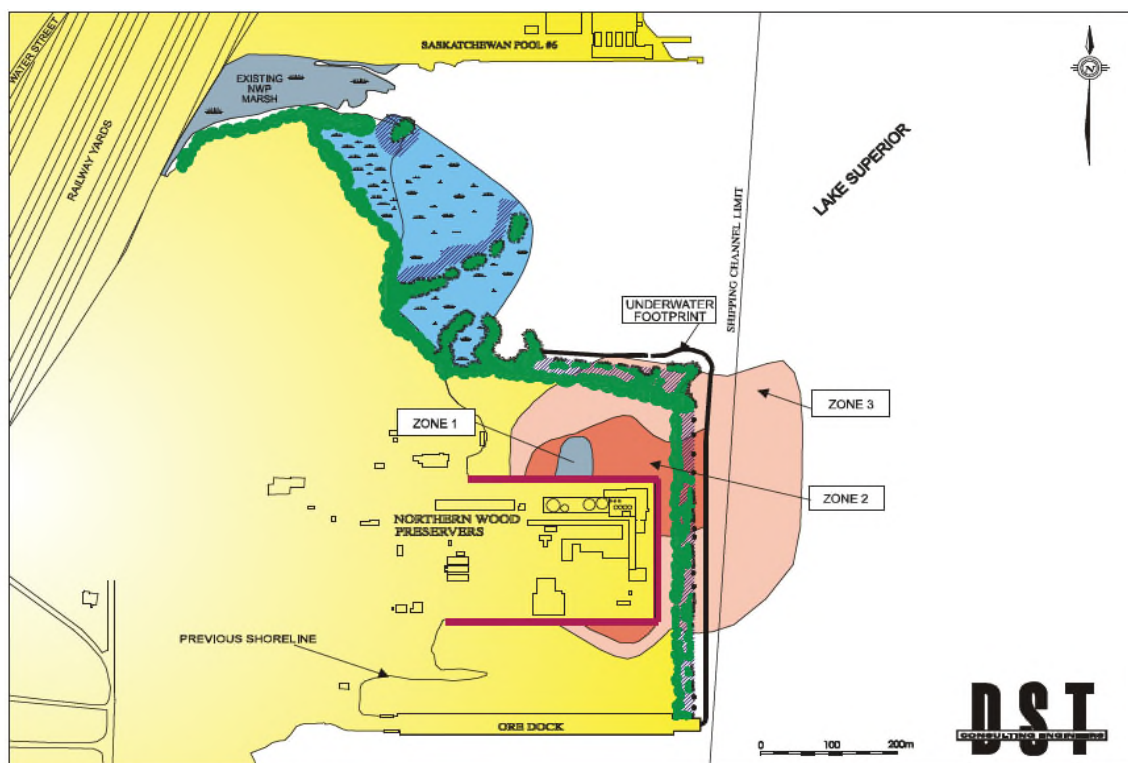 SASKATCHEWAN POOL #6
WATER STREET
EXISTING
NWP
MARSH
N
RAILWAY YARDS
LAKE SUPERIOR
SHIPPING CHANNEL LIMIT
UNDERWATER
FOOTPRINT
ZONE 3
ZONE 1
ZONE 2
NORTHERN WOOD
PRESERVERS
PREVIOUS SHORELINE
ORE DOCK
DST
CONSULTING ENGINEERS
0 100 200m